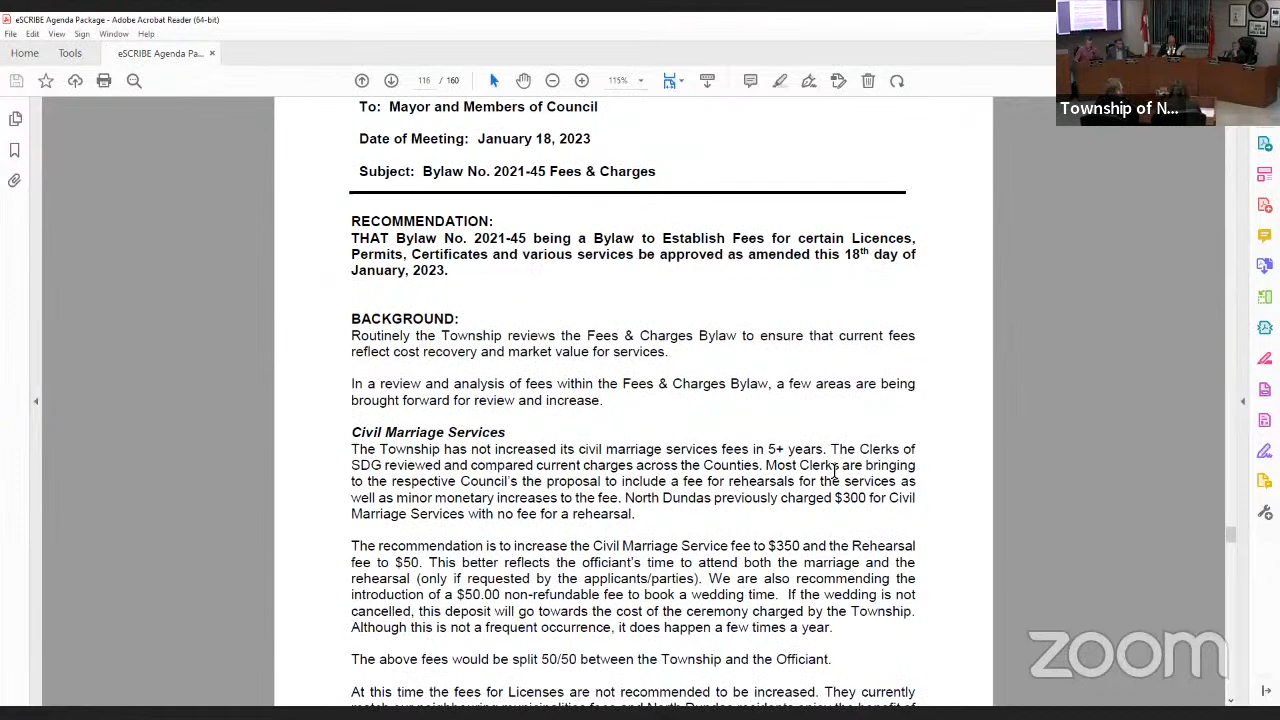 eSCRIBE Agenda Package - Adobe Acrobat Reader (64-bit)
File Edit View Sign Window Help
Home Tools eSCRIBE Agenda Pa... ×
116 / 160 115%
Township of N...
To: Mayor and Members of Council
Date of Meeting: January 18, 2023
Subject: Bylaw No. 2021-45 Fees & Charges
RECOMMENDATION:
THAT Bylaw No. 2021-45 being a Bylaw to Establish Fees for certain Licences,
Permits, Certificates and various services be approved as amended this 18th day of
January, 2023.
BACKGROUND:
Routinely the Township reviews the Fees & Charges Bylaw to ensure that current fees
reflect cost recovery and market value for services.
In a review and analysis of fees within the Fees & Charges Bylaw, a few areas are being
brought forward for review and increase.
Civil Marriage Services
The Township has not increased its civil marriage services fees in 5+ years. The Clerks of
SDG reviewed and compared current charges across the Counties. Most Clerks are bringing
to the respective Council's the proposal to include a fee for rehearsals for the services as
well as minor monetary increases to the fee. North Dundas previously charged $300 for Civil
Marriage Services with no fee for a rehearsal.
The recommendation is to increase the Civil Marriage Service fee to $350 and the Rehearsal
fee to $50. This better reflects the officiant's time to attend both the marriage and the
rehearsal (only if requested by the applicants/parties). We are also recommending the
introduction of a $50.00 non-refundable fee to book a wedding time. If the wedding is not
cancelled, this deposit will go towards the cost of the ceremony charged by the Township.
Although this is not a frequent occurrence, it does happen a few times a year.
The above fees would be split 50/50 between the Township and the Officiant.
At this time the fees for Licenses are not recommended to be increased. They currently
zoom